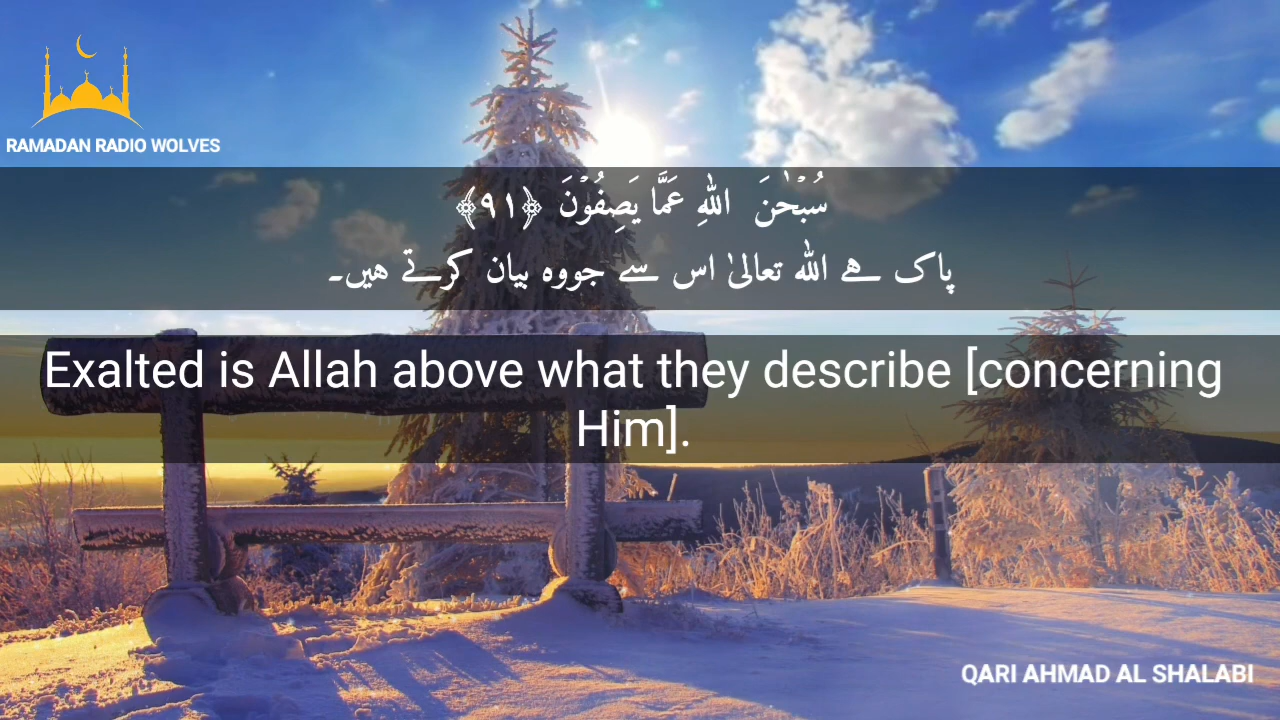 RAMADAN RADIO WOLVES
سُبۡحٰنَ اللّٰهِ عَمَّا يَصِفُوۡنَ ﴿۹۱﴾
پاک ہے اللہ تعالیٰ اس سے جووہ بیان کرتے ہیں۔
Exalted is Allah above what they describe [concerning
Him].
QARI AHMAD AL SHALABI